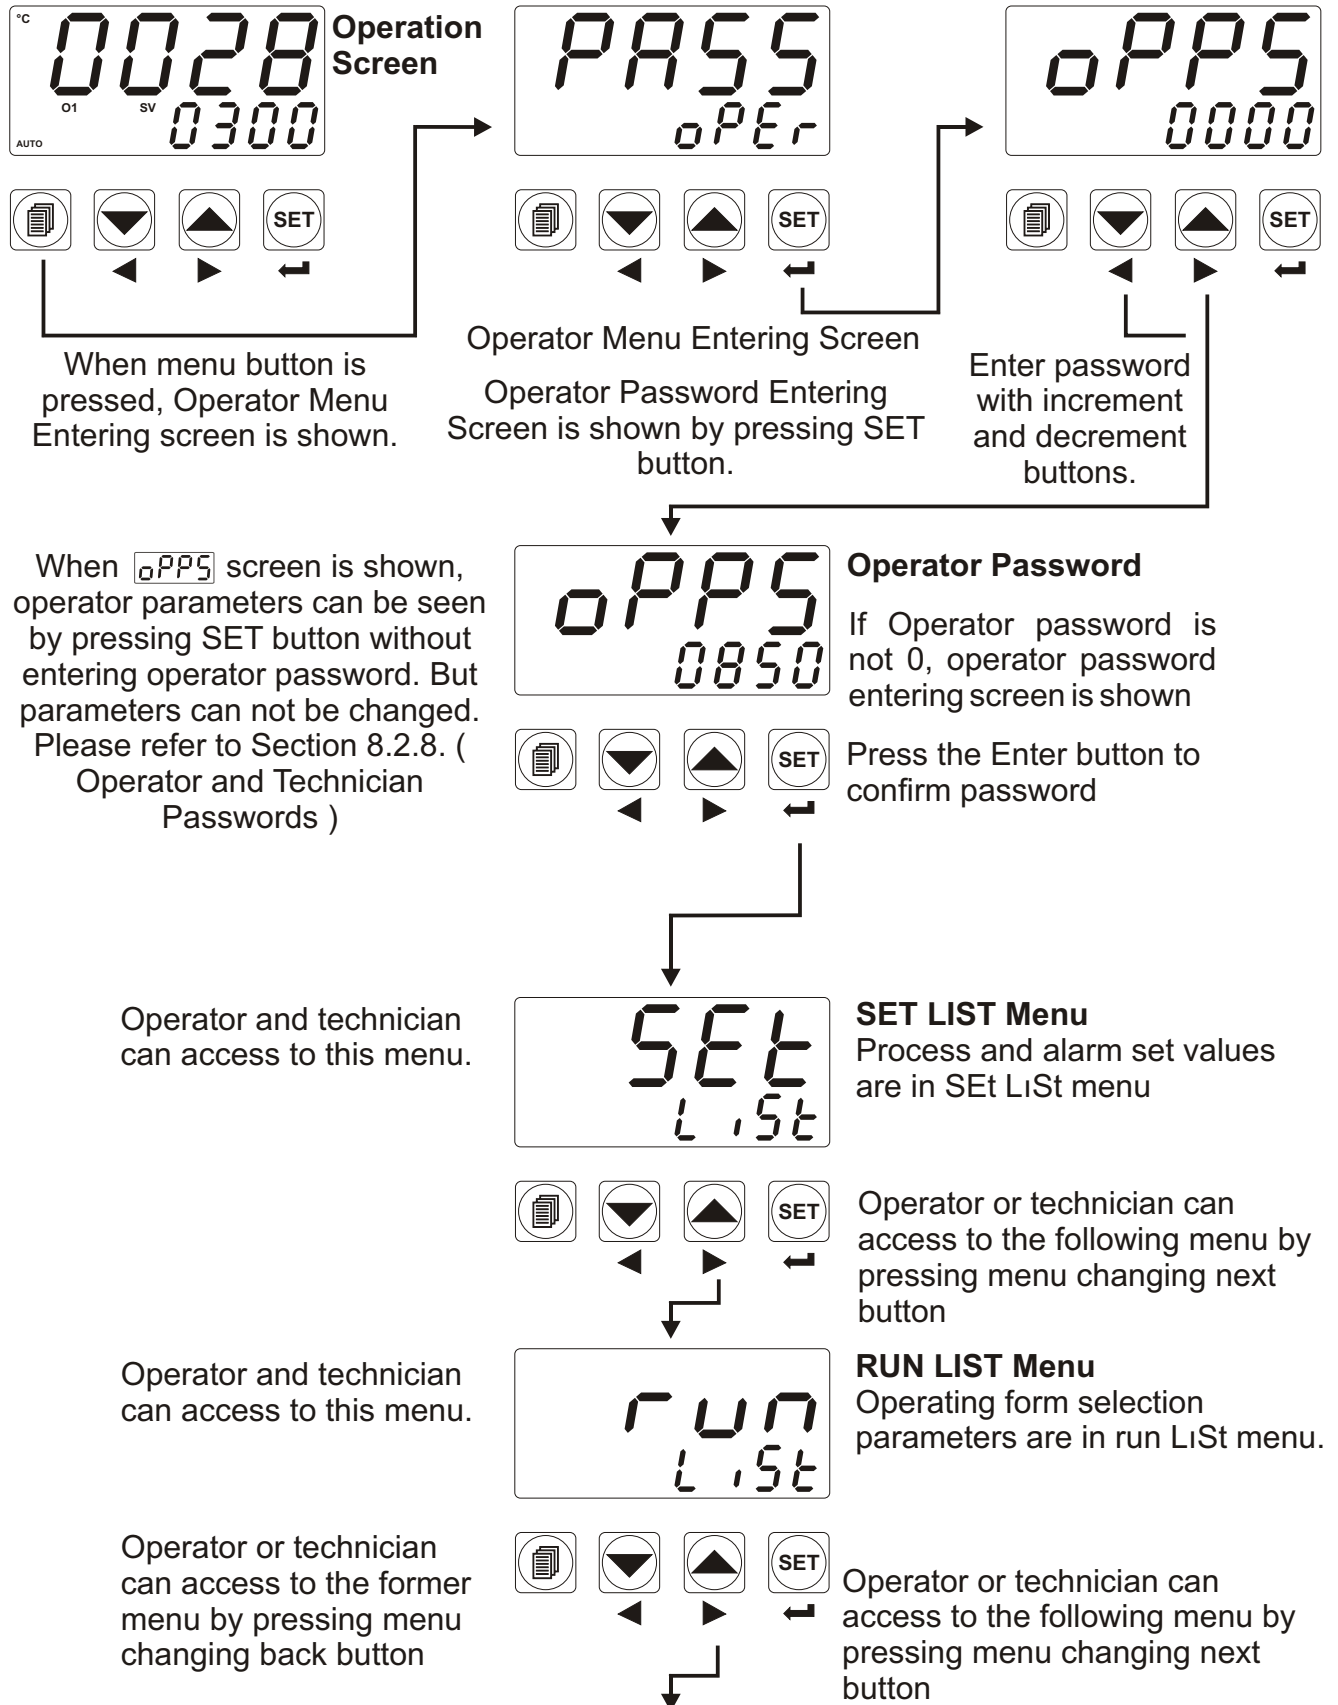 °C
0028
O1
SV
0300
AUTO
Operation
Screen
PASS
oPEr
oPPS
0000
SET
SET
SET
When menu button is
pressed, Operator Menu
Entering screen is shown.
Operator Menu Entering Screen
Operator Password Entering
Screen is shown by pressing SET
button.
Enter password
with increment
and decrement
buttons.
When oPPS screen is shown,
operator parameters can be seen
by pressing SET button without
entering operator password. But
parameters can not be changed.
Please refer to Section 8.2.8. (
Operator and Technician
Passwords )
oPPS
0850
SET
Operator Password
If Operator password is
not 0, operator password
entering screen is shown
Press the Enter button to
confirm password
Operator and technician
can access to this menu.
SEt
LıSt
SET
SET LIST Menu
Process and alarm set values
are in SEt LıSt menu
Operator or technician can
access to the following menu by
pressing menu changing next
button
Operator and technician
can access to this menu.
run
LıSt
RUN LIST Menu
Operating form selection
parameters are in run LıSt menu.
Operator or technician
can access to the former
menu by pressing menu
changing back button
SET
Operator or technician can
access to the following menu by
pressing menu changing next
button